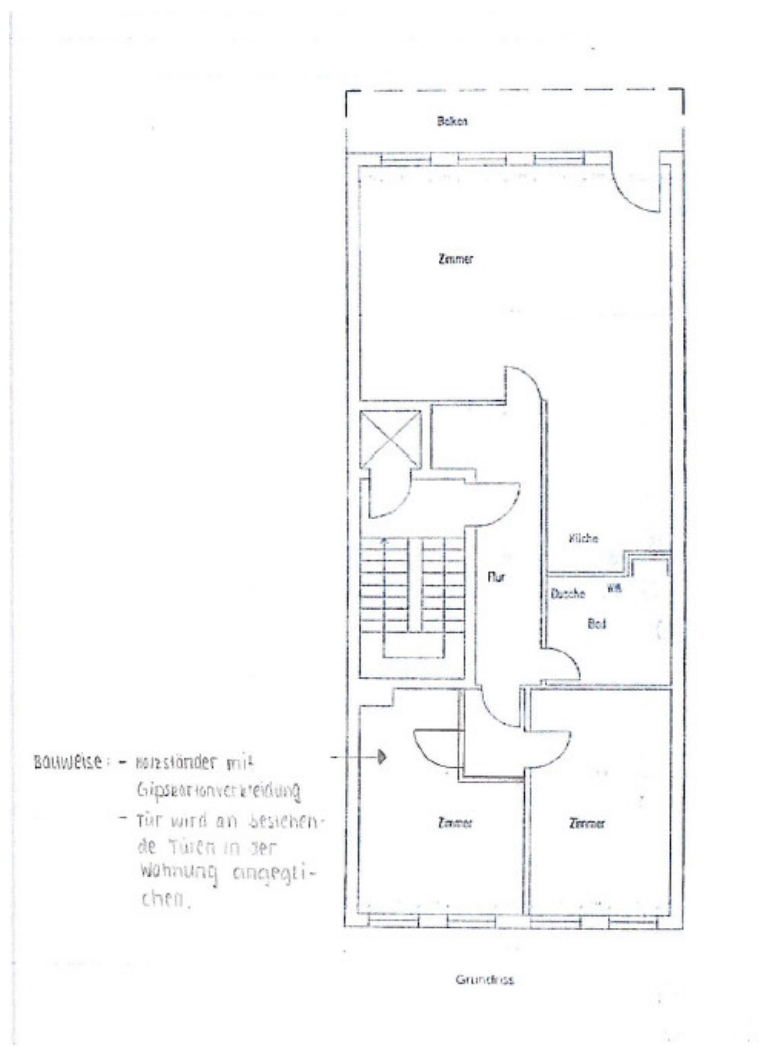 Balkon
Zimmer
Küche
Flur
Dusche WM
Bad
Bauweise: - Holzständer mit
Gipskartonverkleidung
- Tür wird an bestehen-
de Türen in der
Wohnung angegli-
chen.
Zimmer
Zimmer
Grundriss